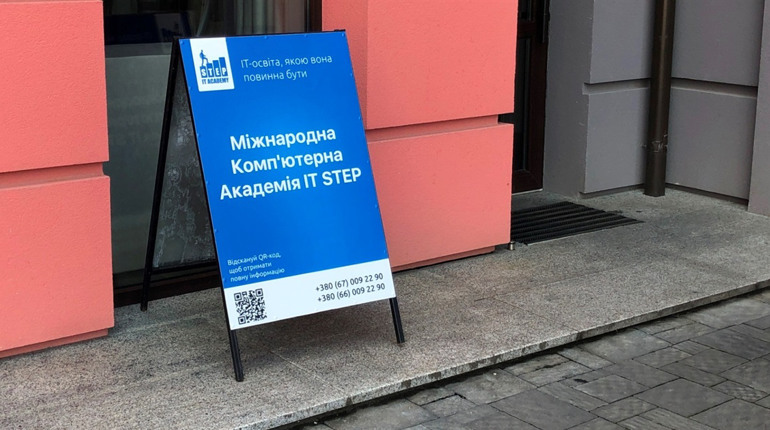 STEP
IT ACADEMY
ІТ-освіта, якою вона
повинна бути
Міжнародна
Комп'ютерна
Академія IT STEP
Відскануй QR-код,
щоб отримати
повну інформацію
+380 (67) 009 22 90
+380 (66) 009 22 90